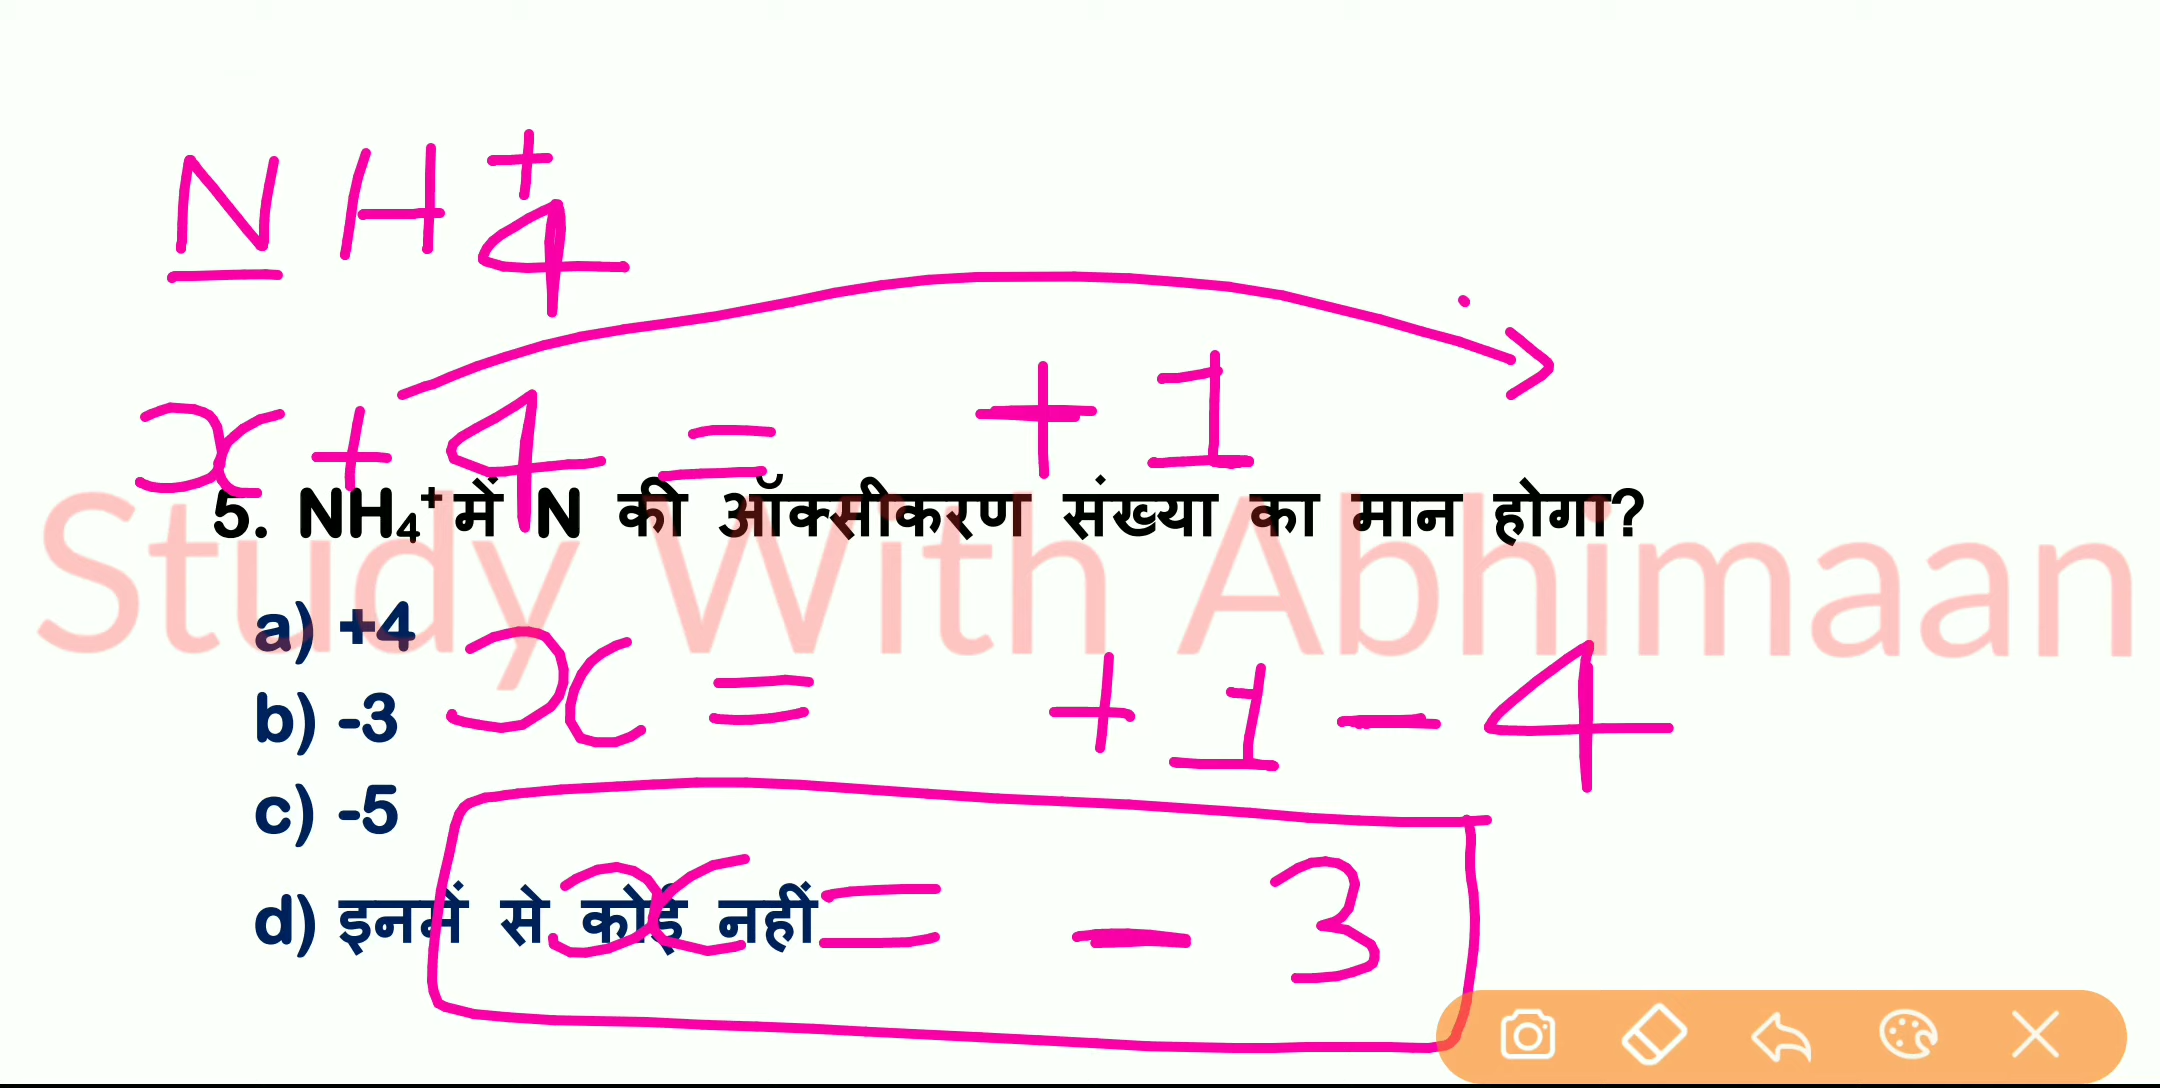 NH₄⁺
x + 4 = +1
5. NH₄⁺ में N की ऑक्सीकरण संख्या का मान होगा?
Study With Abhimaan
a) +4
x = +1 - 4
b) -3
c) -5
x = -3
d) इनमें से कोई नहीं